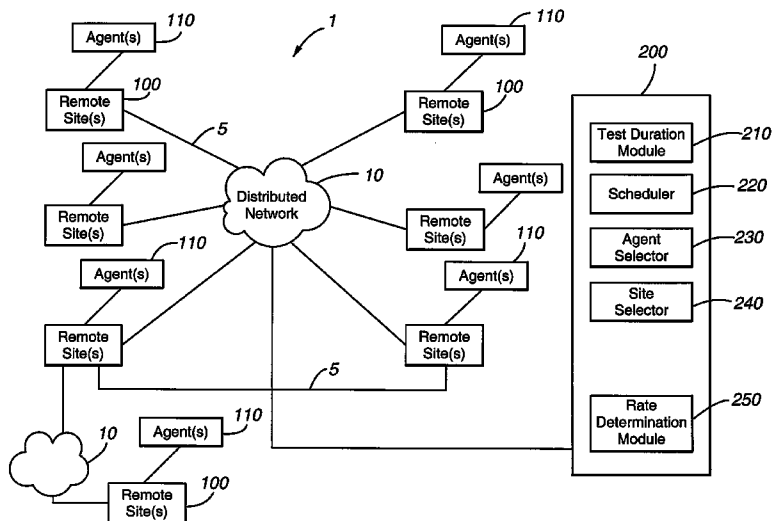 110
Agent(s)
1
110
Agent(s)
200
100
Remote
Site(s)
100
Remote
Site(s)
5
Test Duration
Module
210
Agent(s)
10
Distributed
Network
Agent(s)
Scheduler
220
Remote
Site(s)
Remote
Site(s)
110
Agent(s)
110
Agent(s)
Agent
Selector
230
Site
Selector
240
Remote
Site(s)
Remote
Site(s)
5
Rate
Determination
Module
250
10
110
Agent(s)
Remote
Site(s)
100